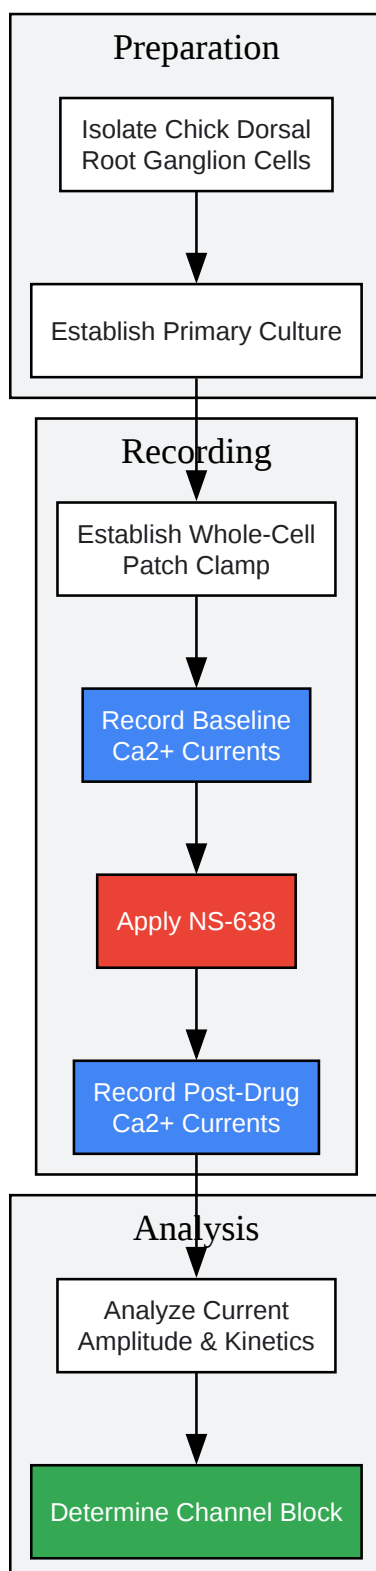 Preparation
Isolate Chick Dorsal
Root Ganglion Cells
Establish Primary Culture
Recording
Establish Whole-Cell
Patch Clamp
Record Baseline
Ca2+ Currents
Apply NS-638
Record Post-Drug
Ca2+ Currents
Analysis
Analyze Current
Amplitude & Kinetics
Determine Channel Block